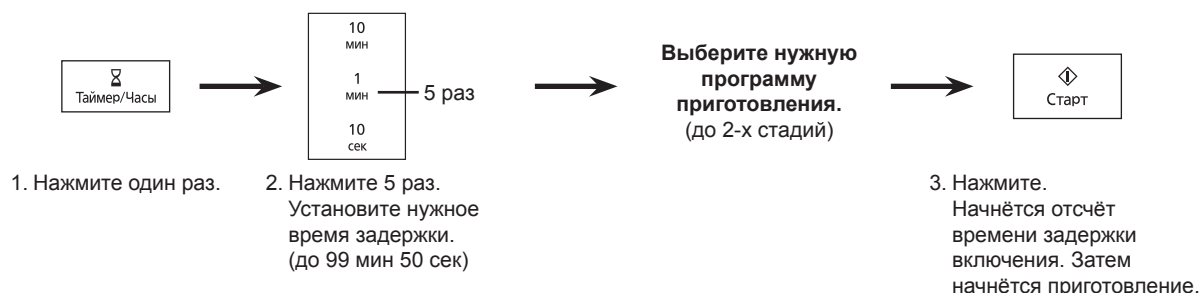 Таймер/Часы
10
мин
1
мин
5 раз
10
сек
Выберите нужную
программу
приготовления.
(до 2-х стадий)
Старт
1. Нажмите один раз.
2. Нажмите 5 раз.
Установите нужное
время задержки.
(до 99 мин 50 сек)
3. Нажмите.
Начнётся отсчёт
времени задержки
включения. Затем
начнётся приготовление.